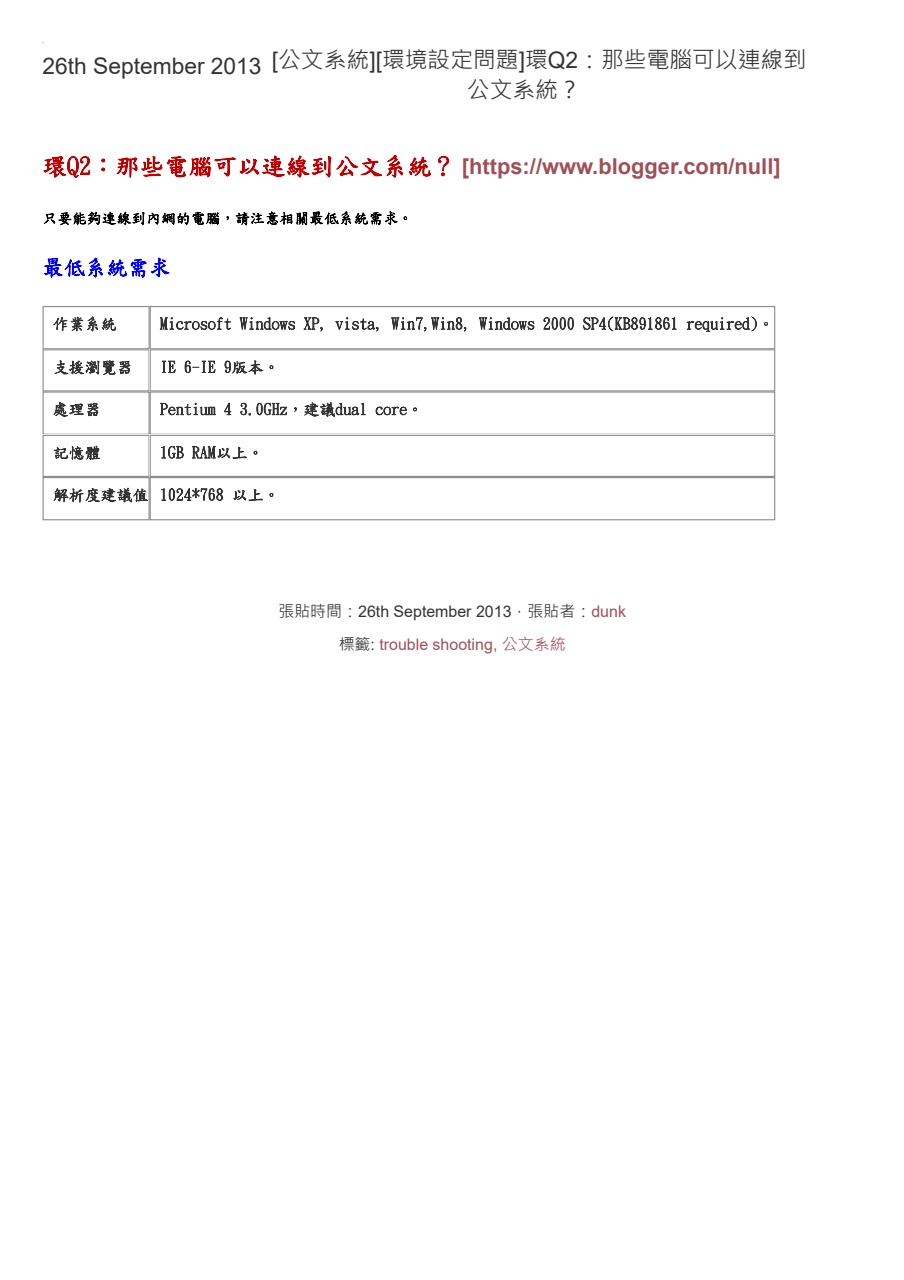 26th September 2013 [公文系統][環境設定問題]環Q2：那些電腦可以連線到
公文系統？
環Q2：那些電腦可以連線到公文系統？ [https://www.blogger.com/null]
只要能夠連線到內網的電腦，請注意相關最低系統需求。
最低系統需求
作業系統 Microsoft Windows XP, vista, Win7,Win8, Windows 2000 SP4(KB891861 required)。
支援瀏覽器 IE 6-IE 9版本。
處理器 Pentium 4 3.0GHz，建議dual core。
記憶體 1GB RAM以上。
解析度建議值 1024*768 以上。
張貼時間：26th September 2013，張貼者：dunk
標籤: trouble shooting, 公文系統